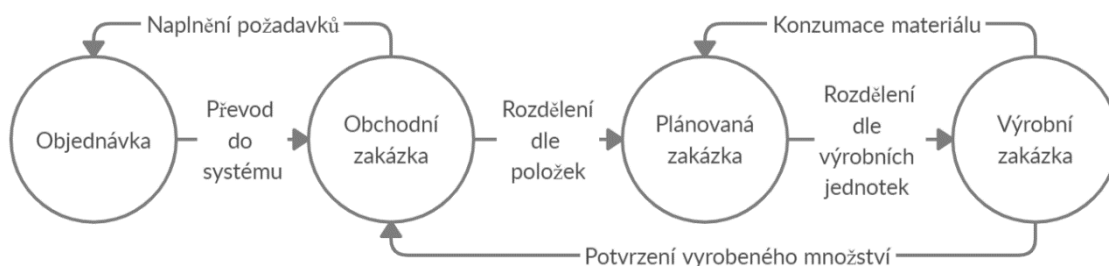 Naplnění požadavků
Konzumace materiálu
Objednávka
Převod
do
systému
Obchodní
zakázka
Rozdělení
dle
položek
Plánovaná
zakázka
Rozdělení
dle
výrobních
jednotek
Výrobní
zakázka
Potvrzení vyrobeného množství